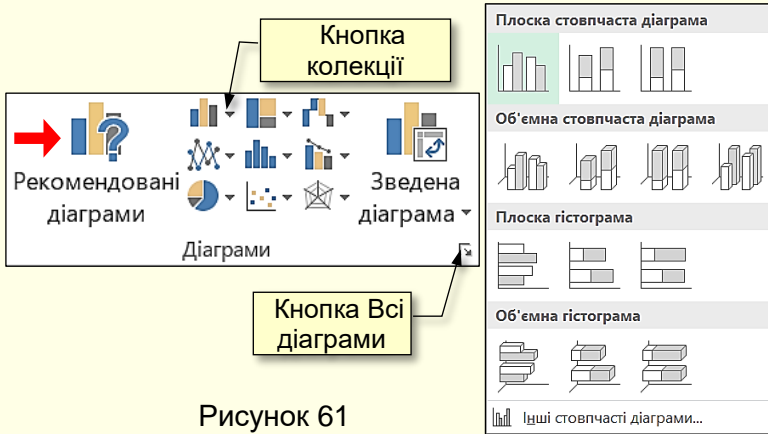 Кнопка
колекції
Рекомендовані
діаграми
Зведена
діаграма
Діаграми
Кнопка Всі
діаграми
Рисунок 61
Плоска стовпчаста діаграма
Об'ємна стовпчаста діаграма
Плоска гістограма
Об'ємна гістограма
Інші стовпчасті діаграми...